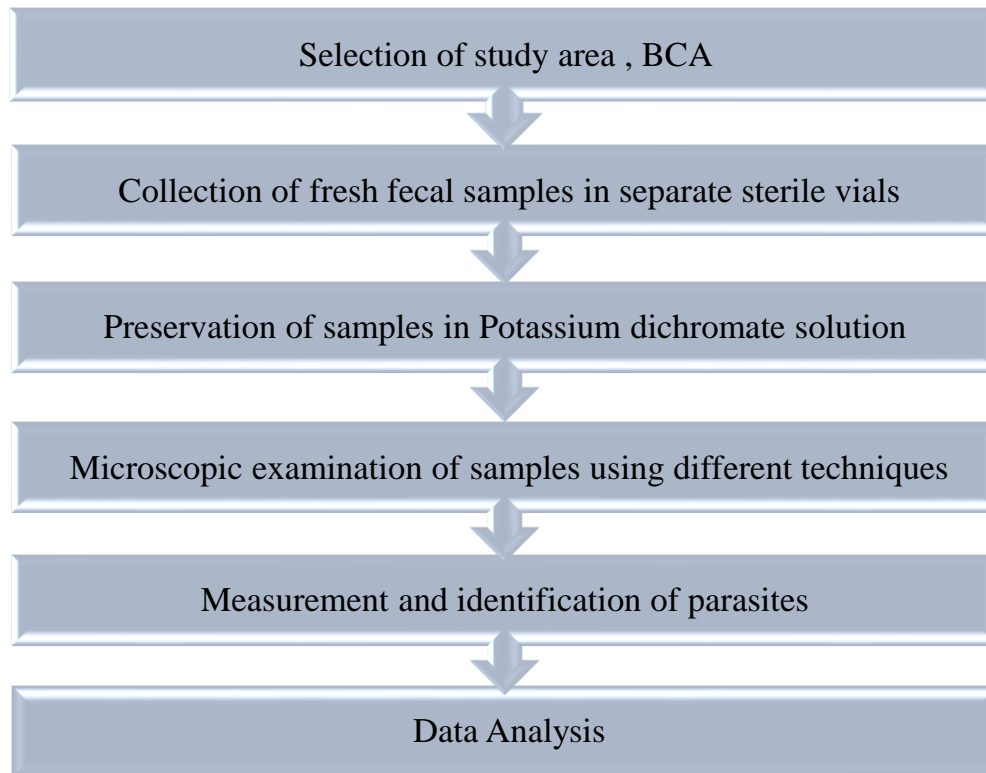 Selection of study area , BCA
Collection of fresh fecal samples in separate sterile vials
Preservation of samples in Potassium dichromate solution
Microscopic examination of samples using different techniques
Measurement and identification of parasites
Data Analysis